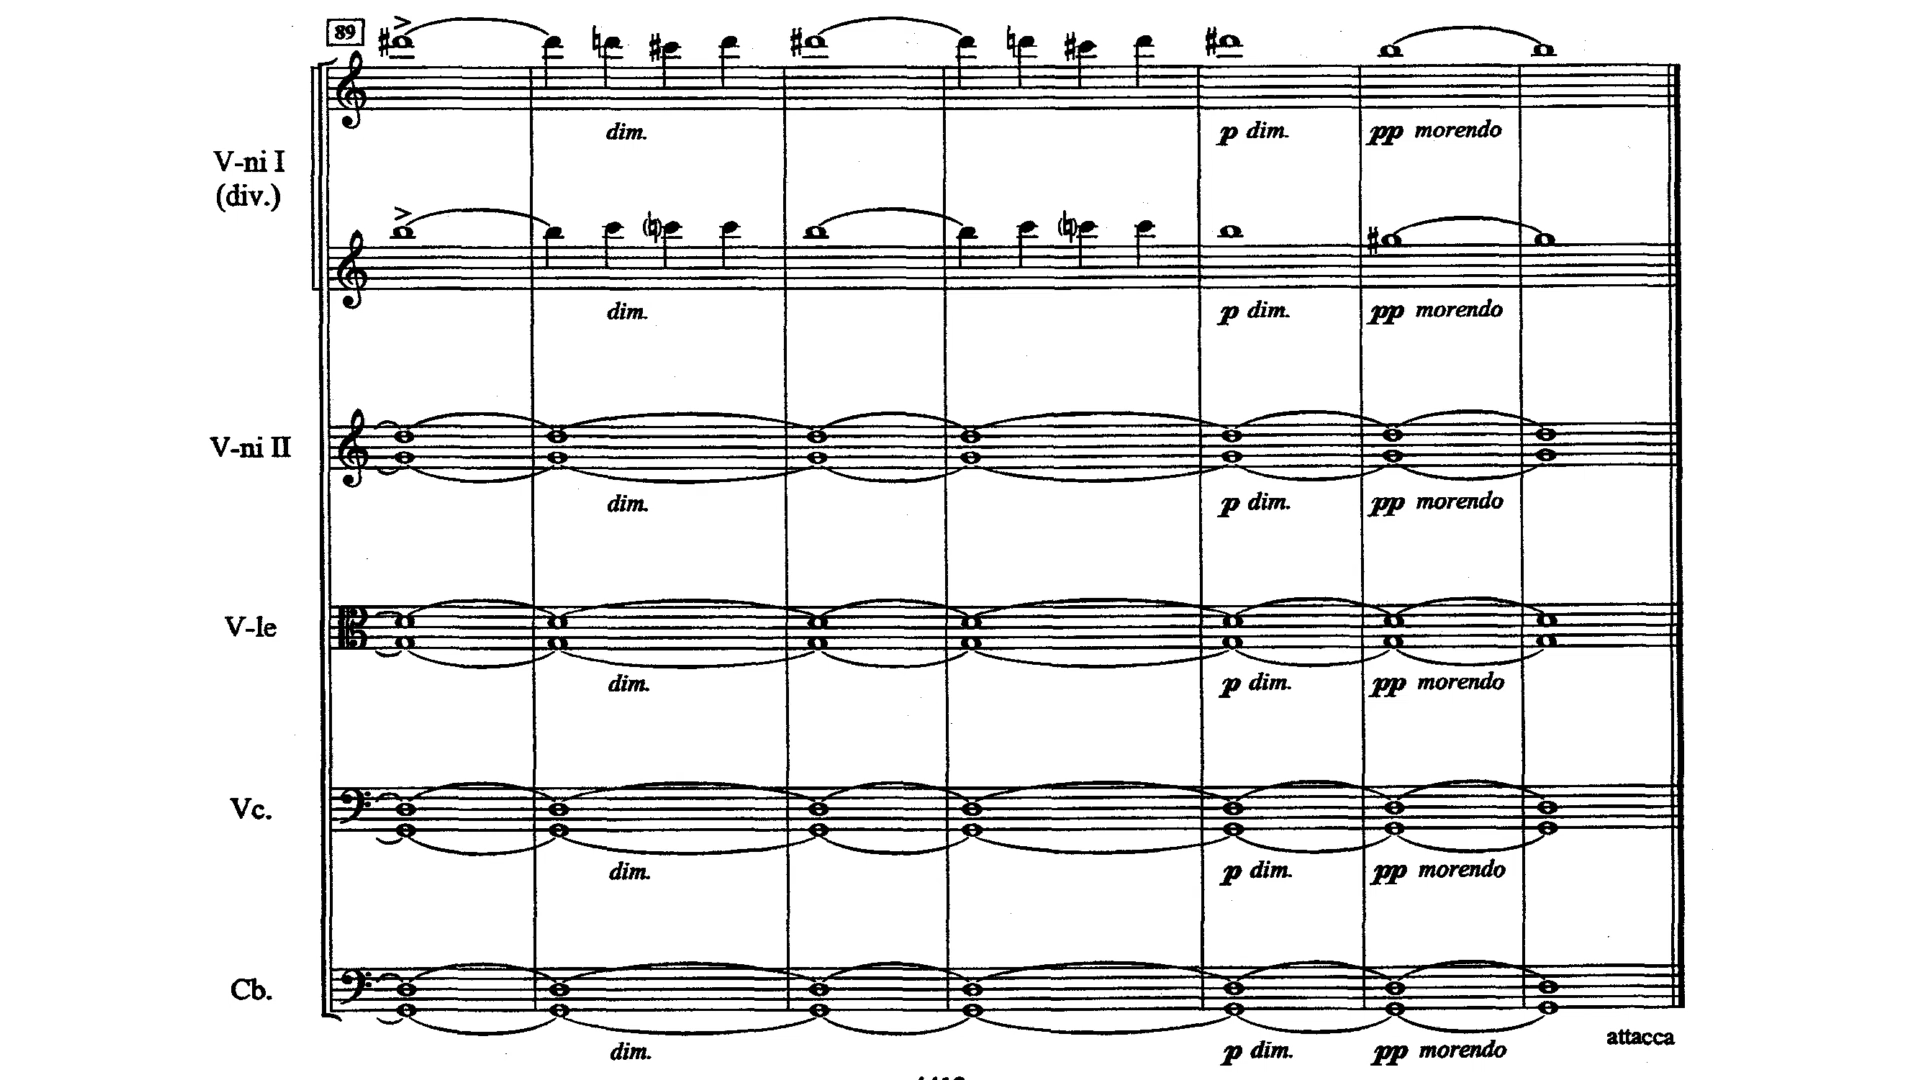 89
dim.
p dim.
pp morendo
V-ni I
(div.)
dim.
p dim.
pp morendo
V-ni II
dim.
p dim.
pp morendo
V-le
dim.
p dim.
pp morendo
Vc.
dim.
p dim.
pp morendo
Cb.
attacca
dim.
p dim.
pp morendo